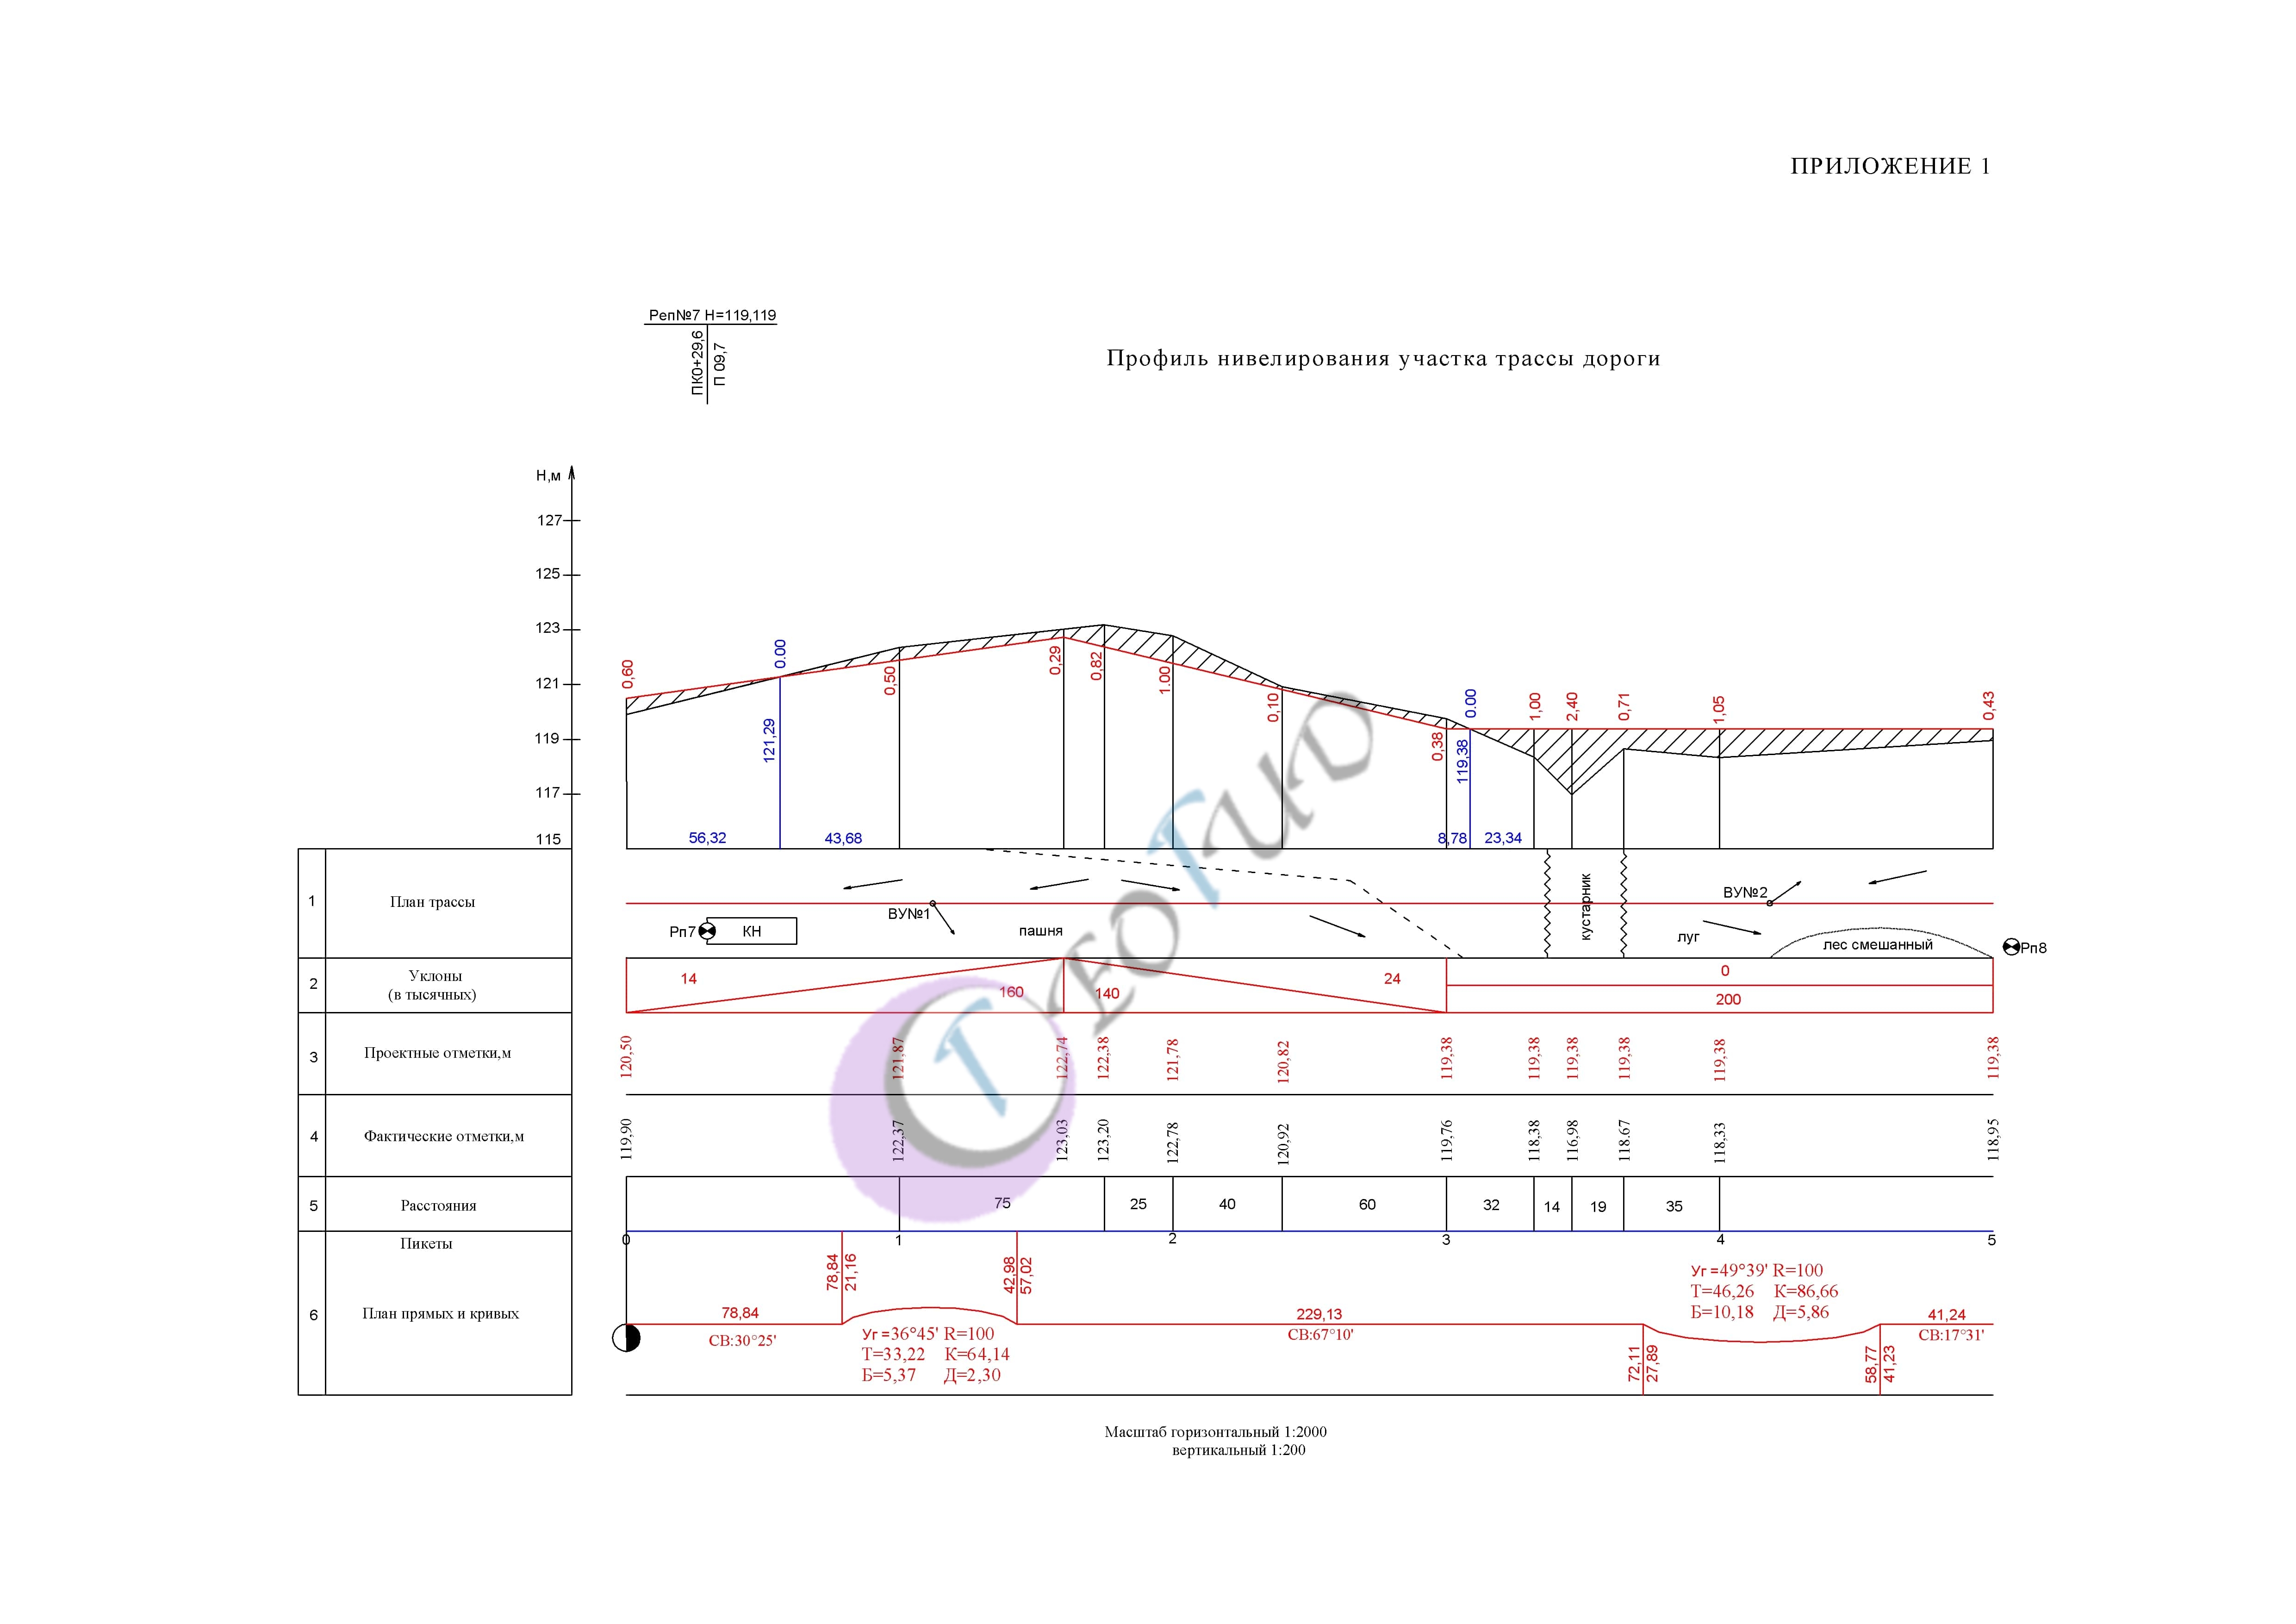 ПРИЛОЖЕНИЕ 1
Реп№7 Н=119,119
ПК0+29,6
П 09,7
Профиль нивелирования участка трассы дороги
Н,м
127
125
123
121
119
117
115
0,60
0.00
0,50
0,29
0,82
1.00
0,10
0,38
0.00
1,00
2,40
0,71
1,05
0,43
121,29
119,38
56,32
43,68
8,78
23,34
1
План трассы
Рп7
КН
ВУ№1
пашня
кустарник
луг
ВУ№2
лес смешанный
Рп8
2
Уклоны
(в тысячных)
14
160
140
24
0
200
3
Проектные отметки,м
120,50
121,87
122,74
122,38
121,78
120,82
119,38
119,38
119,38
119,38
119,38
119,38
4
Фактические отметки,м
119,90
122,37
123,03
123,20
122,78
120,92
119,76
118,38
116,98
118.67
118,33
118,95
5
Расстояния
75
25
40
60
32
14
19
35
Пикеты
0
1
2
3
4
5
6
План прямых и кривых
78,84
21,16
42,98
57,02
78,84
СВ:30°25'
Уг =36°45' R=100
Т=33,22 К=64,14
Б=5,37 Д=2,30
229,13
СВ:67°10'
72,11
27,89
Уг =49°39' R=100
Т=46,26 К=86,66
Б=10,18 Д=5,86
58,77
41,23
41,24
СВ:17°31'
Масштаб горизонтальный 1:2000
вертикальный 1:200